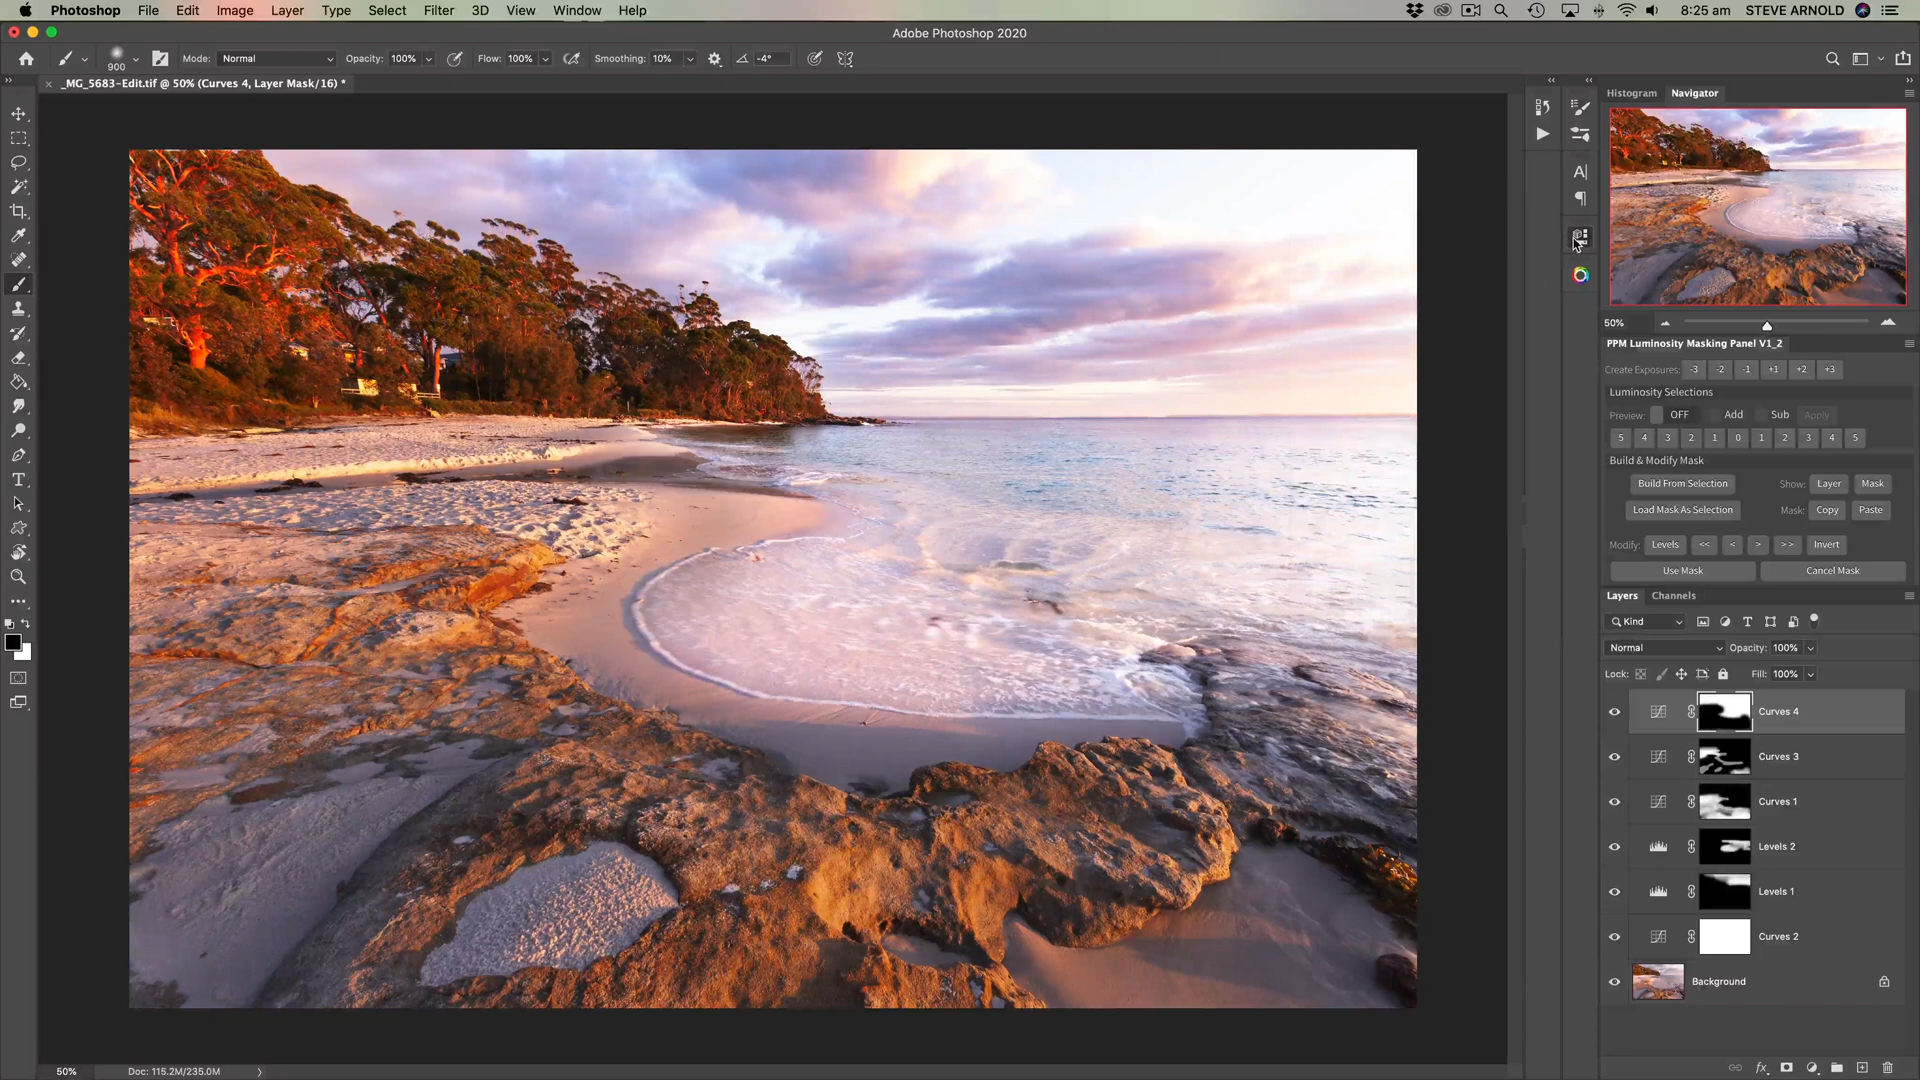 Photoshop File Edit Image Layer Type Select Filter 3D View Window Help 8:25 am STEVE ARNOLD
Adobe Photoshop 2020
900 Mode: Normal Opacity: 100% Flow: 100% Smoothing: 10% -4°
_MG_5683-Edit.tif @ 50% (Curves 4, Layer Mask/16) *
Histogram Navigator
50%
PPM Luminosity Masking Panel V1_2
Create Exposures: -3 -2 -1 +1 +2 +3
Luminosity Selections
Preview: OFF Add Sub Apply
5 4 3 2 1 0 1 2 3 4 5
Build & Modify Mask
Build From Selection Show: Layer Mask
Load Mask As Selection Mask: Copy Paste
Modify: Levels << < > >> Invert
Use Mask Cancel Mask
Layers Channels
Kind
Normal Opacity: 100%
Lock: Fill: 100%
Curves 4
Curves 3
Curves 1
Levels 2
Levels 1
Curves 2
Background
50% Doc: 115.2M/235.0M